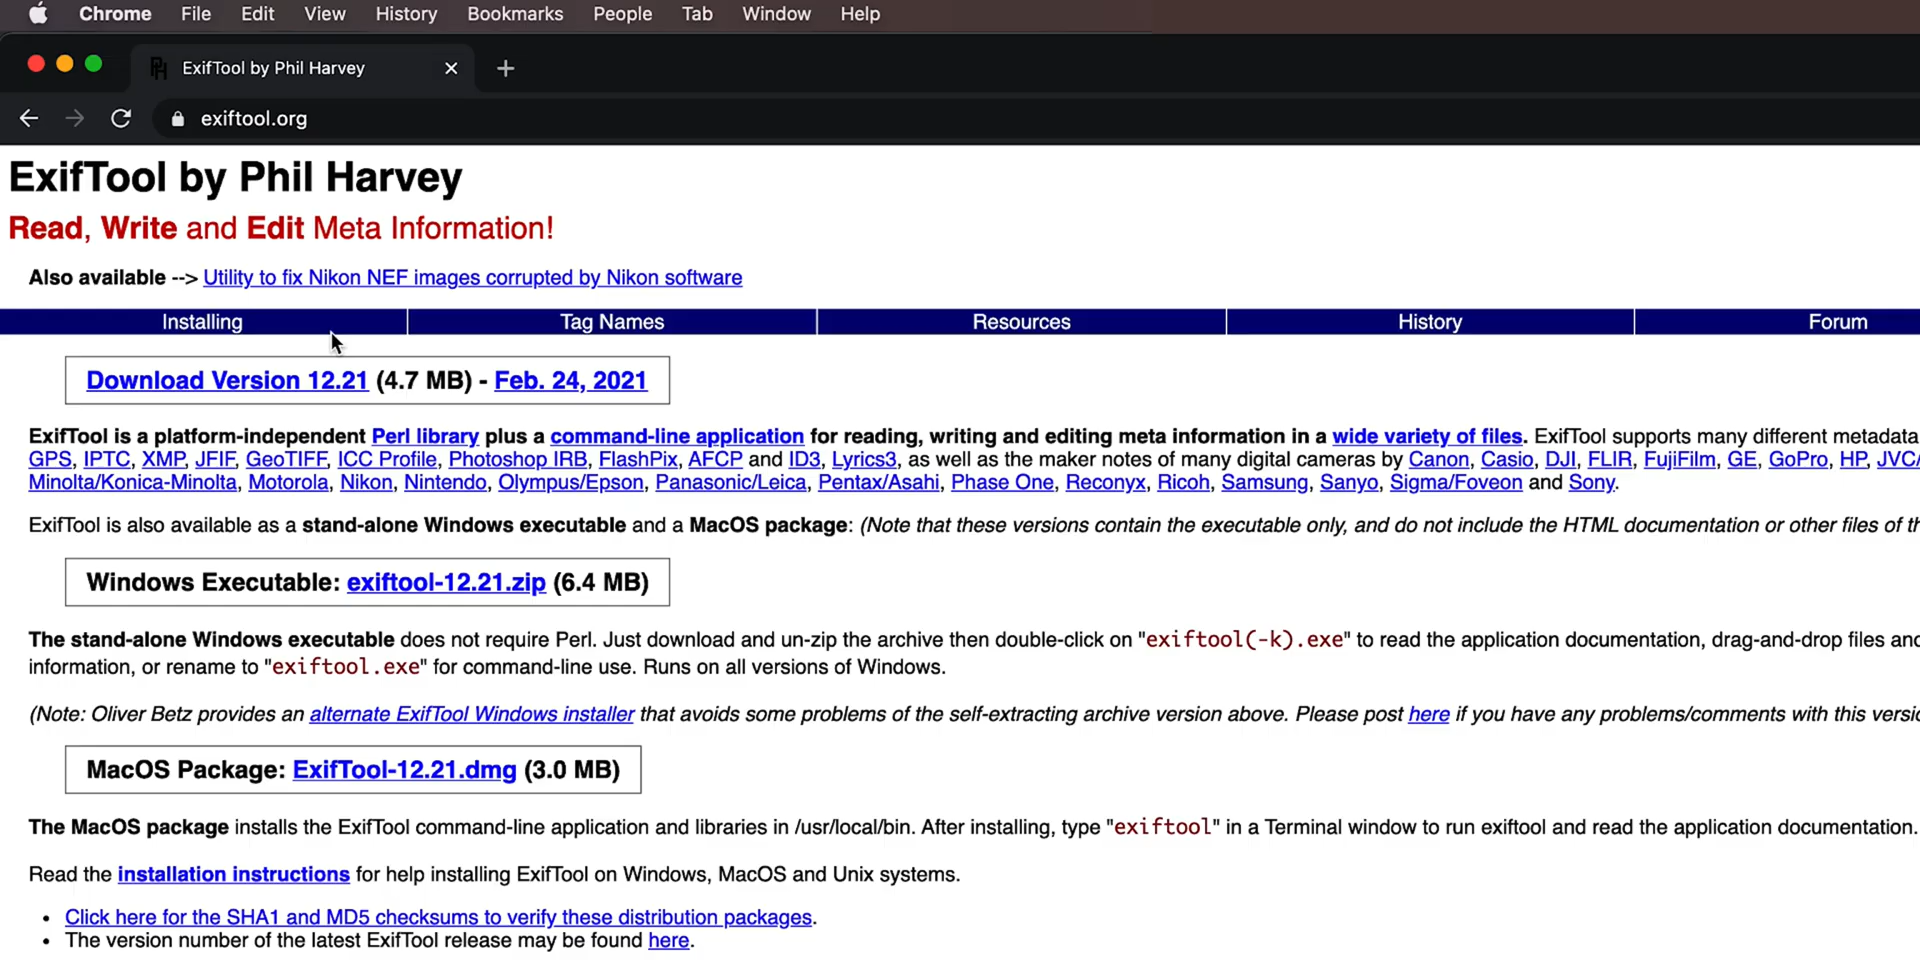 Chrome File Edit View History Bookmarks People Tab Window Help
ExifTool by Phil Harvey
exiftool.org
ExifTool by Phil Harvey
Read, Write and Edit Meta Information!
Also available --> Utility to fix Nikon NEF images corrupted by Nikon software
Installing Tag Names Resources History Forum
Download Version 12.21 (4.7 MB) - Feb. 24, 2021
ExifTool is a platform-independent Perl library plus a command-line application for reading, writing and editing meta information in a wide variety of files. ExifTool supports many different metadata
GPS, IPTC, XMP, JFIF, GeoTIFF, ICC Profile, Photoshop IRB, FlashPix, AFCP and ID3, Lyrics3, as well as the maker notes of many digital cameras by Canon, Casio, DJI, FLIR, FujiFilm, GE, GoPro, HP, JVC/
Minolta/Konica-Minolta, Motorola, Nikon, Nintendo, Olympus/Epson, Panasonic/Leica, Pentax/Asahi, Phase One, Reconyx, Ricoh, Samsung, Sanyo, Sigma/Foveon and Sony.
ExifTool is also available as a stand-alone Windows executable and a MacOS package: (Note that these versions contain the executable only, and do not include the HTML documentation or other files of
Windows Executable: exiftool-12.21.zip (6.4 MB)
The stand-alone Windows executable does not require Perl. Just download and un-zip the archive then double-click on "exiftool(-k).exe" to read the application documentation, drag-and-drop files
information, or rename to "exiftool.exe" for command-line use. Runs on all versions of Windows.
(Note: Oliver Betz provides an alternate ExifTool Windows installer that avoids some problems of the self-extracting archive version above. Please post here if you have any problems/comments with this
MacOS Package: ExifTool-12.21.dmg (3.0 MB)
The MacOS package installs the ExifTool command-line application and libraries in /usr/local/bin. After installing, type "exiftool" in a Terminal window to run exiftool and read the application documentation.
Read the installation instructions for help installing ExifTool on Windows, MacOS and Unix systems.
• Click here for the SHA1 and MD5 checksums to verify these distribution packages.
• The version number of the latest ExifTool release may be found here.